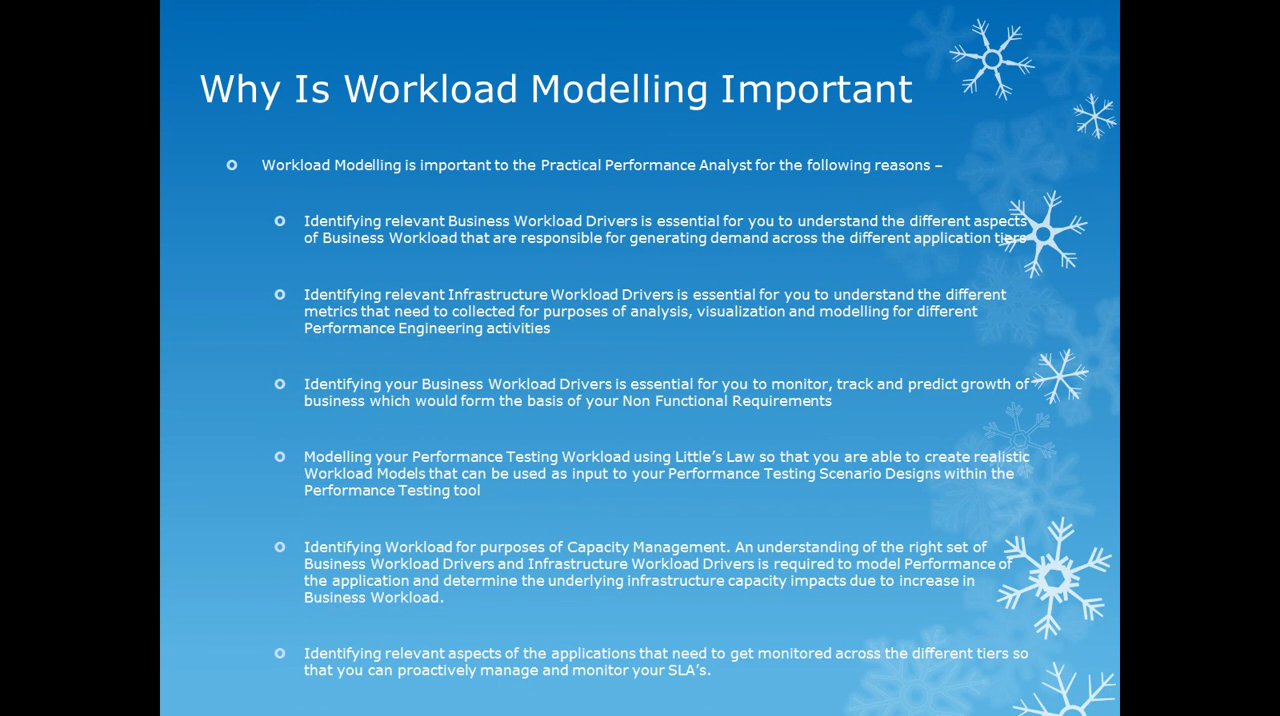 Why Is Workload Modelling Important
Workload Modelling is important to the Practical Performance Analyst for the following reasons –
Identifying relevant Business Workload Drivers is essential for you to understand the different aspects
of Business Workload that are responsible for generating demand across the different application tiers
Identifying relevant Infrastructure Workload Drivers is essential for you to understand the different
metrics that need to collected for purposes of analysis, visualization and modelling for different
Performance Engineering activities
Identifying your Business Workload Drivers is essential for you to monitor, track and predict growth of
business which would form the basis of your Non Functional Requirements
Modelling your Performance Testing Workload using Little’s Law so that you are able to create realistic
Workload Models that can be used as input to your Performance Testing Scenario Designs within the
Performance Testing tool
Identifying Workload for purposes of Capacity Management. An understanding of the right set of
Business Workload Drivers and Infrastructure Workload Drivers is required to model Performance of
the application and determine the underlying infrastructure capacity impacts due to increase in
Business Workload.
Identifying relevant aspects of the applications that need to get monitored across the different tiers so
that you can proactively manage and monitor your SLA’s.